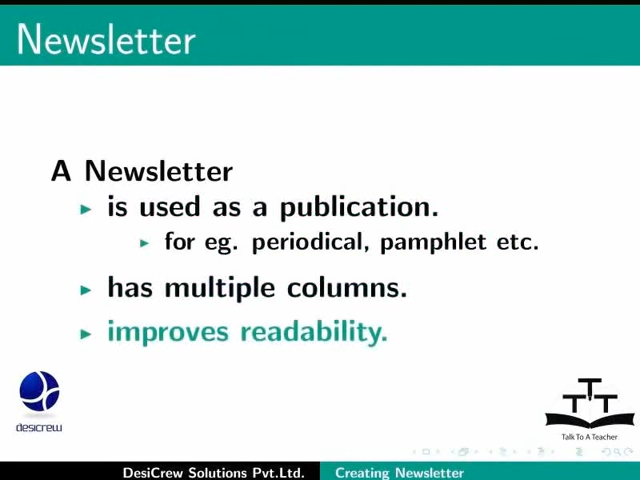 Newsletter
A Newsletter
is used as a publication.
for eg. periodical, pamphlet etc.
has multiple columns.
improves readability.
desicrew
TTT
Talk To A Teacher
DesiCrew Solutions Pvt.Ltd. Creating Newsletter